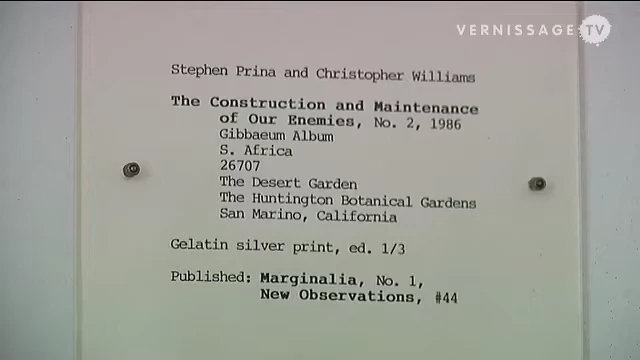 VERNISSAGE TV
Stephen Prina and Christopher Williams
The Construction and Maintenance
of Our Enemies, No. 2, 1986
Gibbaeum Album
S. Africa
26707
The Desert Garden
The Huntington Botanical Gardens
San Marino, California
Gelatin silver print, ed. 1/3
Published: Marginalia, No. 1,
New Observations, #44